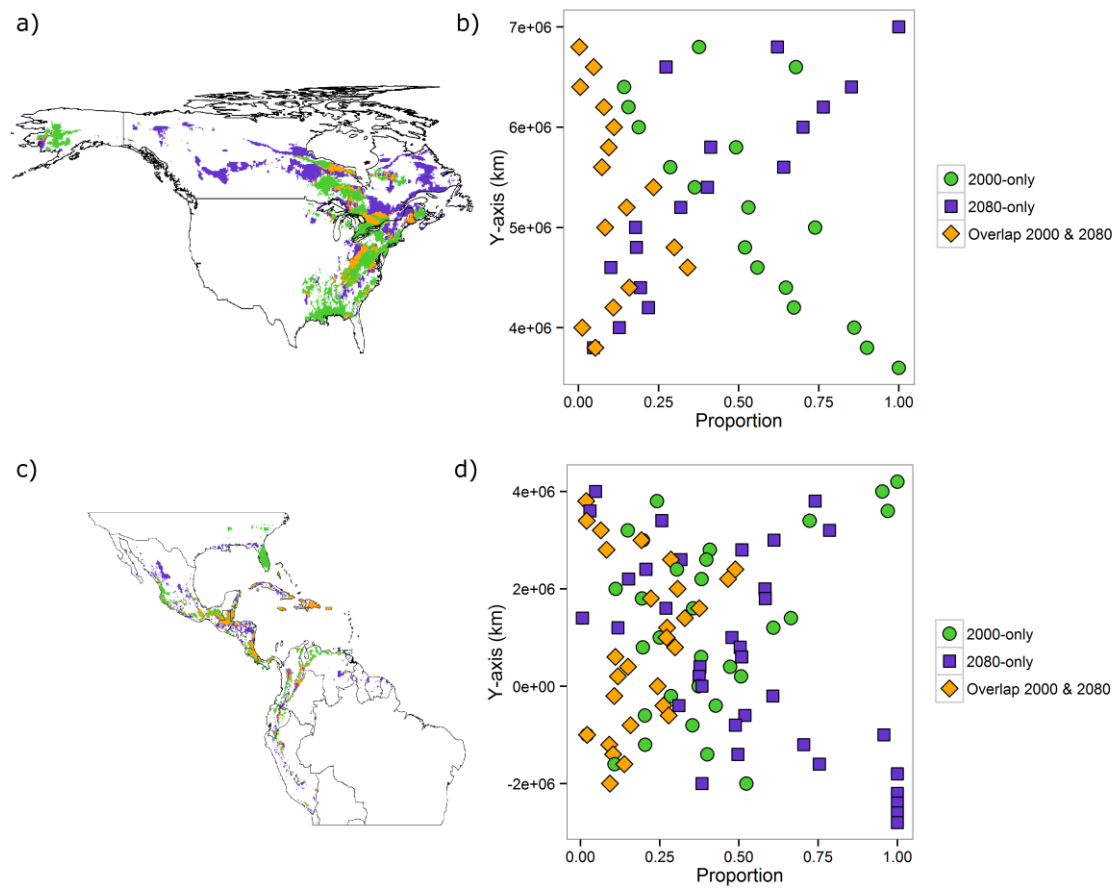 a)
b)
7e+06
6e+06
5e+06
4e+06
Y-axis (km)
0.00 0.25 0.50 0.75 1.00
Proportion
2000-only
2080-only
Overlap 2000 & 2080
c)
d)
4e+06
2e+06
0e+00
-2e+06
Y-axis (km)
0.00 0.25 0.50 0.75 1.00
Proportion
2000-only
2080-only
Overlap 2000 & 2080